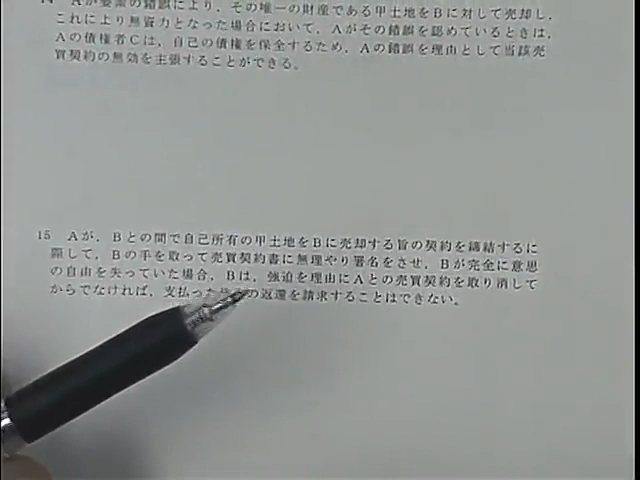 14 Aが要素の錯誤により，その唯一の財産である甲土地をBに対して売却し，
これにより無資力となった場合において，Aがその錯誤を認めているときは，
Aの債権者Cは，自己の債権を保全するため，Aの錯誤を理由として当該売
買契約の無効を主張することができる。
15 Aが，Bとの間で自己所有の甲土地をBに売却する旨の契約を締結するに
際して，Bの手を取って売買契約書に無理やり署名をさせ，Bが完全に意思
の自由を失っていた場合，Bは，強迫を理由にAとの売買契約を取り消して
からでなければ，支払ったの返還を請求することはできない。